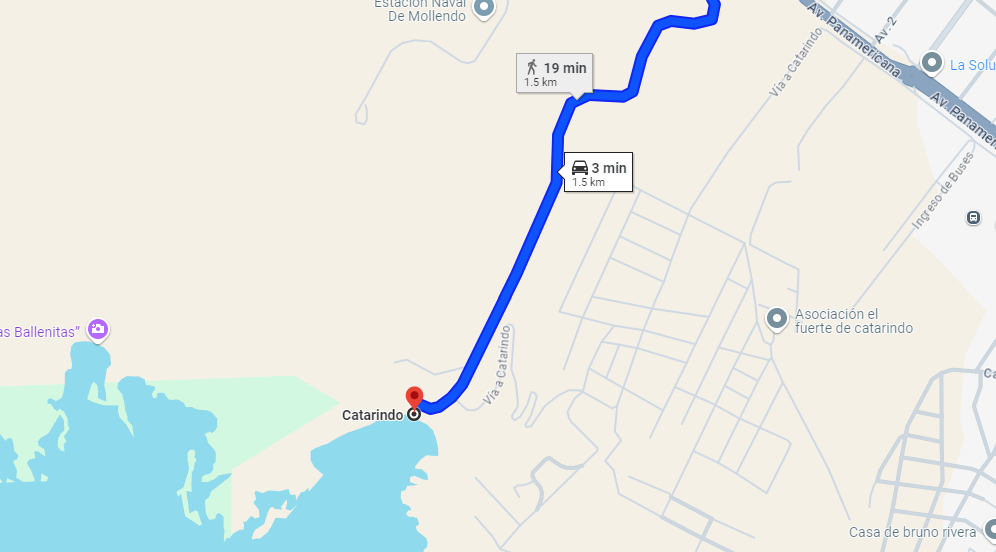 Estación Naval
De Mollendo
Av. Panamericana
Av. 2
La Solu
19 min
1.5 km
Vía a Catarindo
Av. Paname
3 min
1.5 km
Ingreso de Buses
as Ballenitas"
Asociación el
fuerte de catarindo
Vía a Catarindo
Ca
Catarindo
Casa de bruno rivera